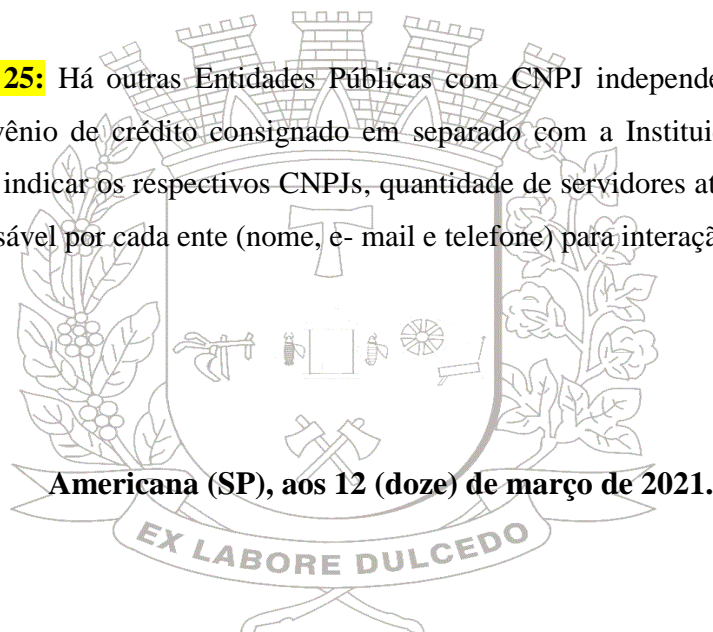 25: Há outras Entidades Públicas com CNPJ independe
vênio de crédito consignado em separado com a Institui
indicar os respectivos CNPJs, quantidade de servidores at
sável por cada ente (nome, e- mail e telefone) para interaçã
Americana (SP), aos 12 (doze) de março de 2021.
EX LABORE DULCEDO